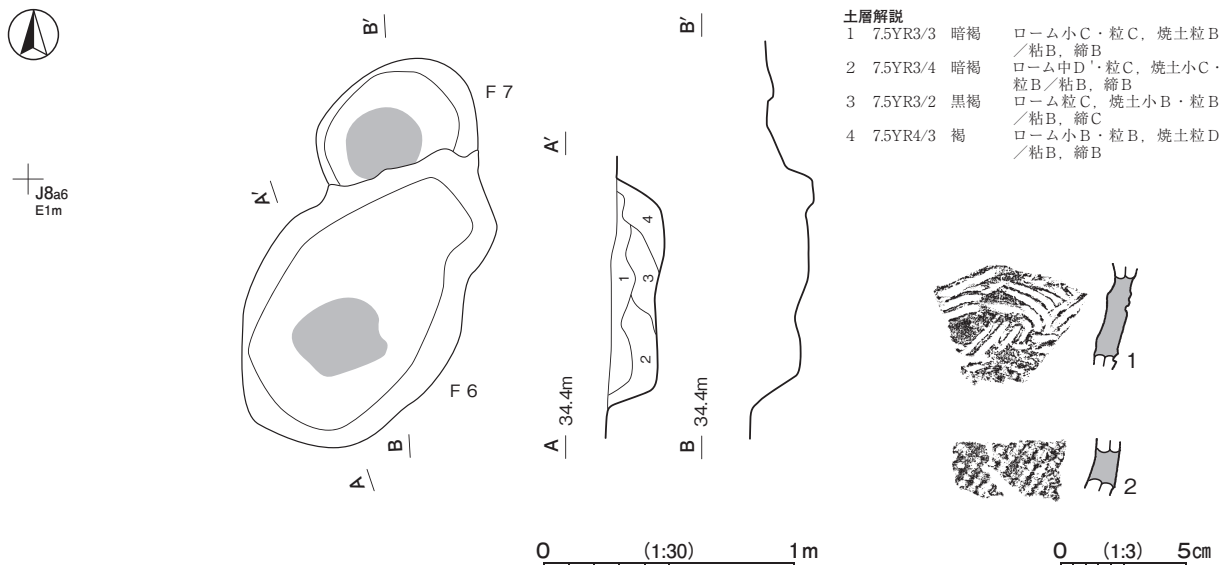 土層解説
1 7.5YR3/3 暗褐 ローム小C・粒C，焼土粒B
／粘B，締B
2 7.5YR3/4 暗褐 ローム中D'・粒C，焼土小C・
粒B／粘B，締B
3 7.5YR3/2 黒褐 ローム粒C，焼土小B・粒B
／粘B，締C
4 7.5YR4/3 褐 ローム小B・粒B，焼土粒D
／粘B，締B
B'
F 7
A'
J8a6
E1m
F 6
B
A
A'
4
1
3
2
A 34.4m
B'
B 34.4m
1
2
0 (1:30) 1m
0 (1:3) 5cm